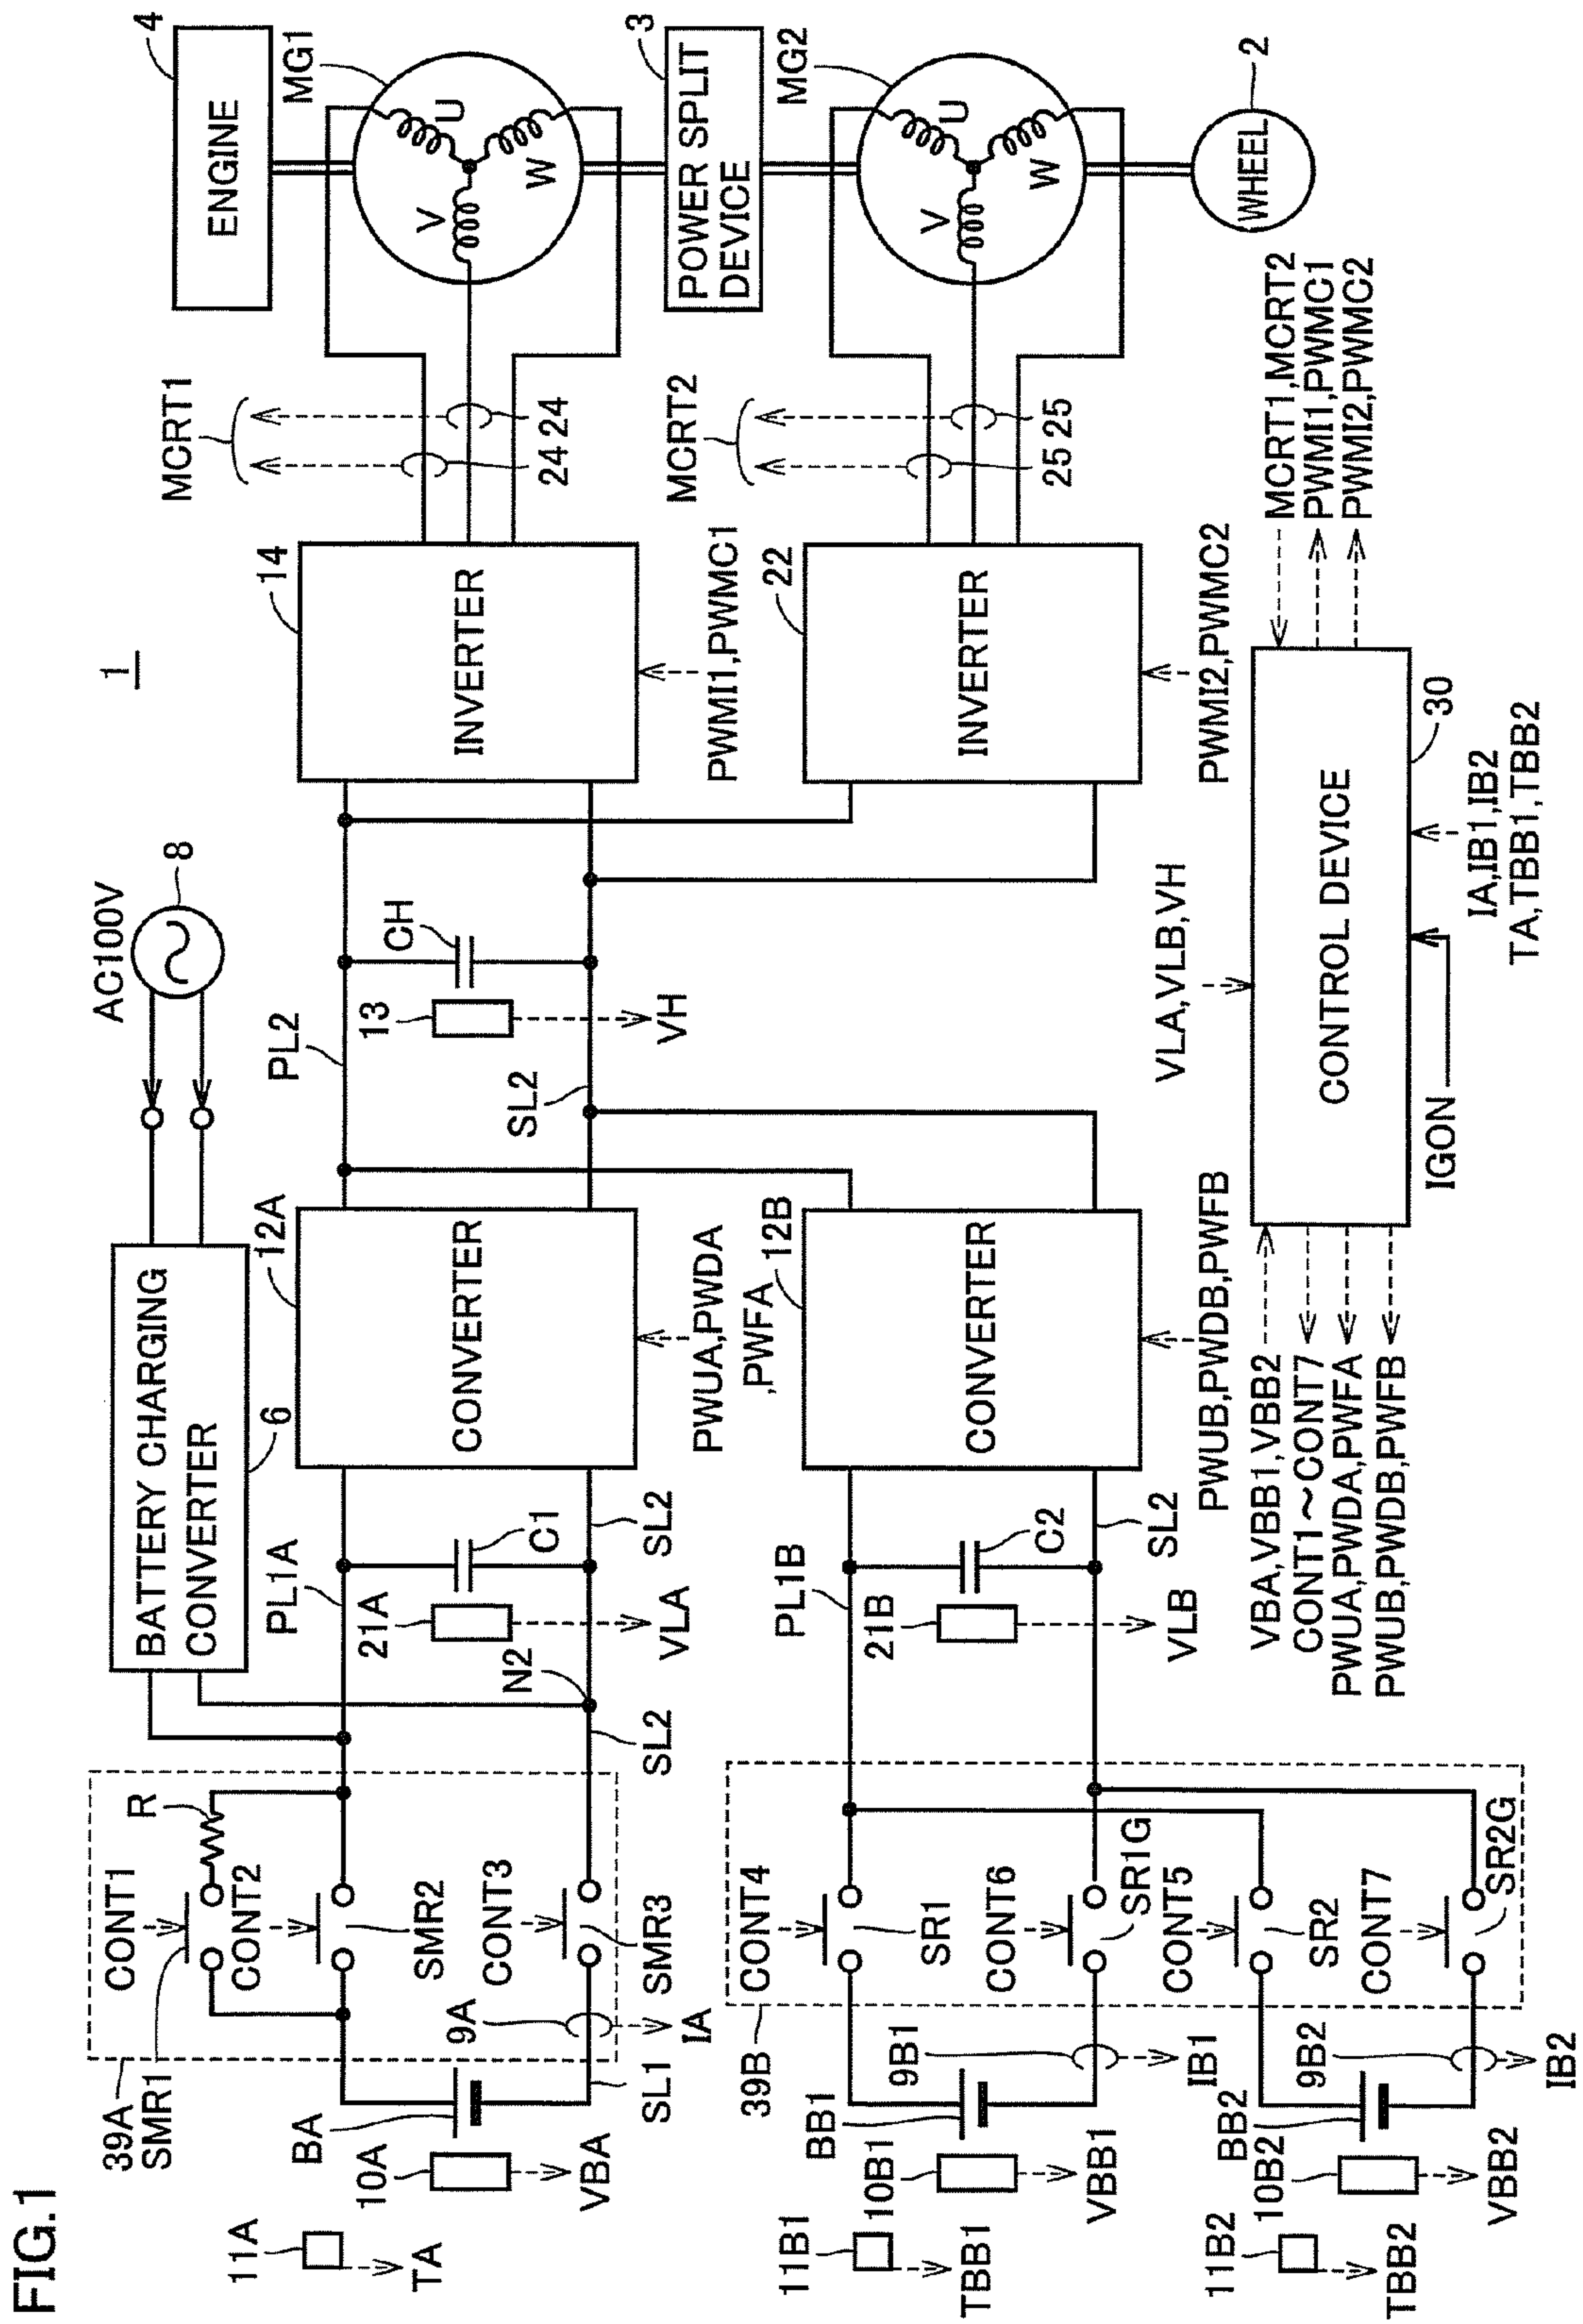 FIG.1
1
AC100V
8
BATTERY CHARGING
CONVERTER
6
39A
SMR1
CONT1
R
CONT2
SMR2
CONT3
SMR3
11A
TA
10A
VBA
BA
SL1
9A
IA
SL2
N2
PL1A
21A
VLA
C1
SL2
12A
CONVERTER
PWUA,PWDA
,PWFA
PL2
SL2
13
VH
CH
14
INVERTER
PWMI1,PWMC1
MCRT1
24
24
ENGINE
4
MG1
U
V
W
POWER SPLIT
DEVICE
3
39B
CONT4
SR1
CONT6
SR1G
CONT5
SR2
CONT7
SR2G
11B1
TBB1
10B1
VBB1
BB1
9B1
IB1
11B2
TBB2
10B2
VBB2
BB2
9B2
IB2
PL1B
21B
VLB
C2
SL2
12B
CONVERTER
PWUB,PWDB,PWFB
22
INVERTER
PWMI2,PWMC2
MCRT2
25
25
MG2
U
V
W
WHEEL
2
VLA,VLB,VH
VBA,VBB1,VBB2
CONT1~CONT7
PWUA,PWDA,PWFA
PWUB,PWDB,PWFB
CONTROL DEVICE
30
MCRT1,MCRT2
PWMI1,PWMC1
PWMI2,PWMC2
IGON
IA,IB1,IB2
TA,TBB1,TBB2